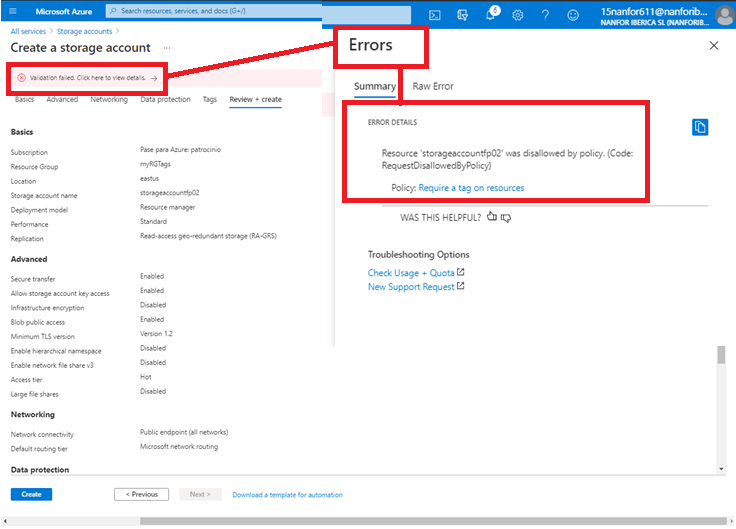 Microsoft Azure
Search resources, services, and docs (G+/)
6
15nanfor611@nanforib...
NANFOR IBERICA SL (NANFORIB...
All services > Storage accounts >
Create a storage account ...
Validation failed. Click here to view details. →
Basics Advanced Networking Data protection Tags Review + create
Basics
Subscription Pase para Azure: patrocinio
Resource Group myRGTags
Location eastus
Storage account name storageaccountfp02
Deployment model Resource manager
Performance Standard
Replication Read-access geo-redundant storage (RA-GRS)
Advanced
Secure transfer Enabled
Allow storage account key access Enabled
Infrastructure encryption Disabled
Blob public access Enabled
Minimum TLS version Version 1.2
Enable hierarchical namespace Disabled
Enable network file share v3 Disabled
Access tier Hot
Large file shares Disabled
Networking
Network connectivity Public endpoint (all networks)
Default routing tier Microsoft network routing
Data protection
Create < Previous Next > Download a template for automation
Errors
Summary Raw Error
ERROR DETAILS
Resource 'storageaccountfp02' was disallowed by policy. (Code:
RequestDisallowedByPolicy)
Policy: Require a tag on resources
WAS THIS HELPFUL?
Troubleshooting Options
Check Usage + Quota
New Support Request